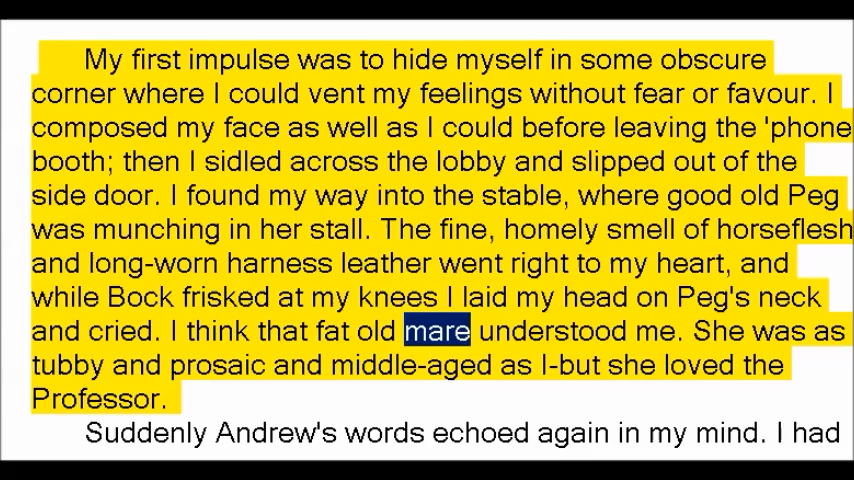 My first impulse was to hide myself in some obscure
corner where I could vent my feelings without fear or favour. I
composed my face as well as I could before leaving the 'phone
booth; then I sidled across the lobby and slipped out of the
side door. I found my way into the stable, where good old Peg
was munching in her stall. The fine, homely smell of horseflesh
and long-worn harness leather went right to my heart, and
while Bock frisked at my knees I laid my head on Peg's neck
and cried. I think that fat old mare understood me. She was as
tubby and prosaic and middle-aged as I-but she loved the
Professor.
Suddenly Andrew's words echoed again in my mind. I had